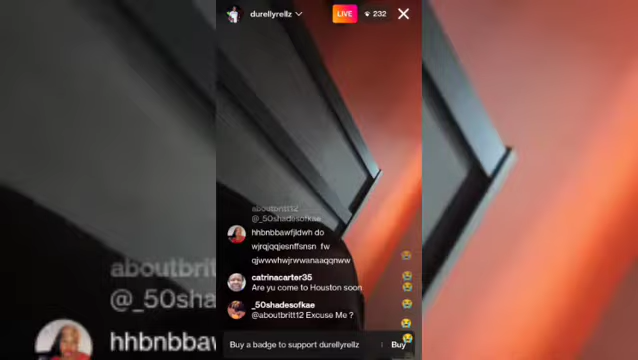 durellyrellz
LIVE
232
aboutbritt12
@_50shadesofkae
hhbnbbawfjldwh do
wjrqjqqjesnffsnsn fw
qjwwwhwjrwwanaaqqnww
catrinacarter35
Are yu come to Houston soon
_50shadesofkae
@aboutbritt12 Excuse Me ?
Buy a badge to support durellyrellz
Buy
aboutbrit
@_50sha
hhbnbbaw